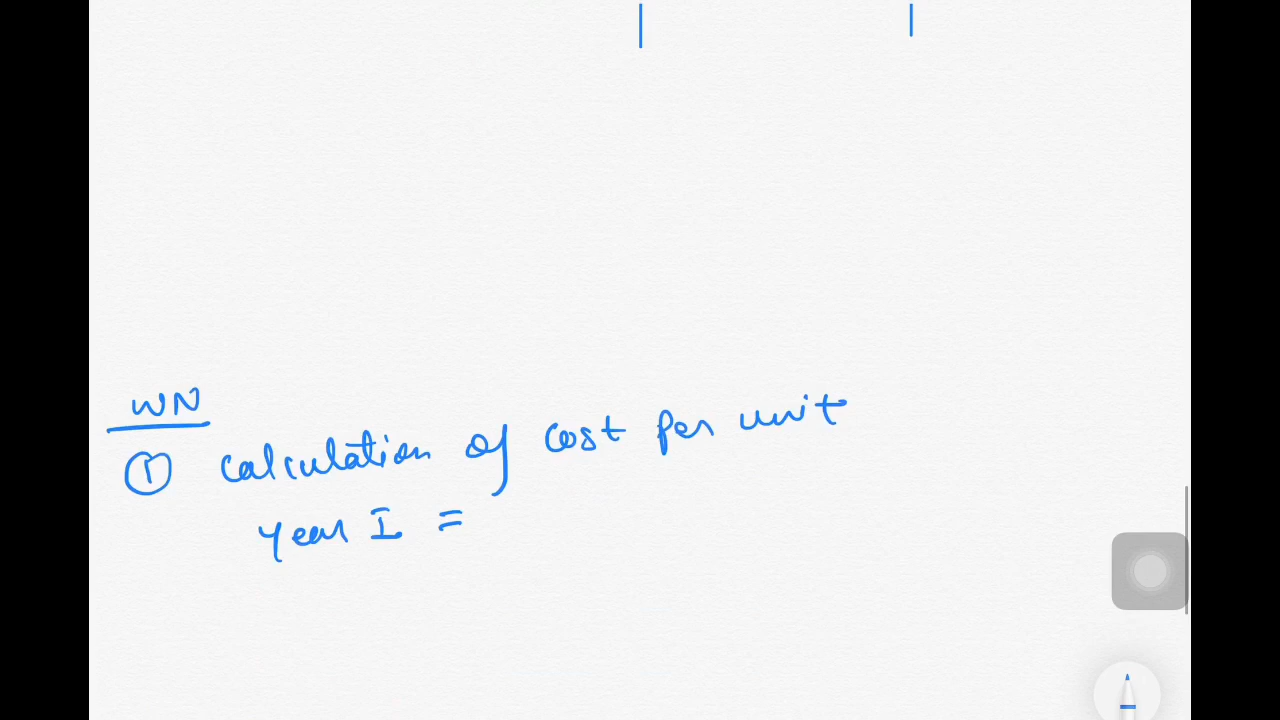 WN
① Calculation of cost per unit
Year I =